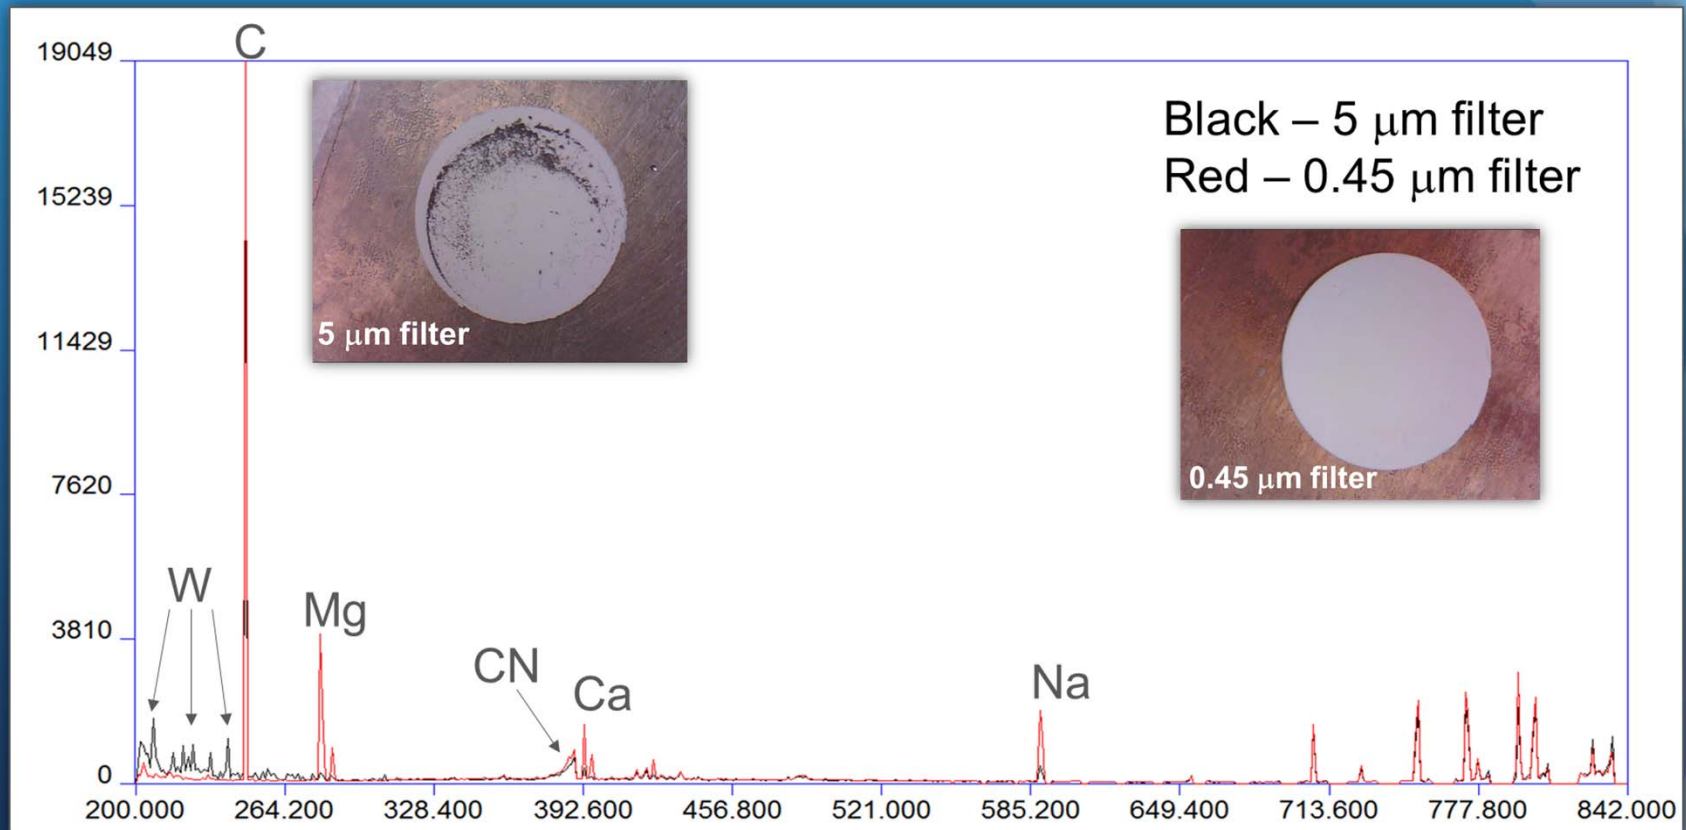 C
19049
15239
11429
7620
3810
0
Black – 5 μm filter
Red – 0.45 μm filter
5 μm filter
0.45 μm filter
W
Mg
CN
Ca
Na
200.000 264.200 328.400 392.600 456.800 521.000 585.200 649.400 713.600 777.800 842.000